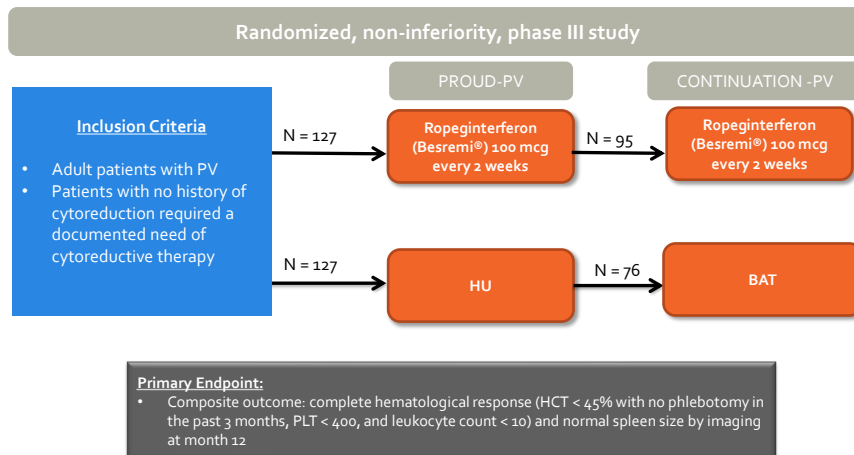 Randomized, non-inferiority, phase III study
PROUD-PV
CONTINUATION -PV
Inclusion Criteria
• Adult patients with PV
• Patients with no history of
cytoreduction required a
documented need of
cytoreductive therapy
N = 127
Ropeginterferon
(Besremi®) 100 mcg
every 2 weeks
N = 95
Ropeginterferon
(Besremi®) 100 mcg
every 2 weeks
N = 127
HU
N = 76
BAT
Primary Endpoint:
• Composite outcome: complete hematological response (HCT < 45% with no phlebotomy in
the past 3 months, PLT < 400, and leukocyte count < 10) and normal spleen size by imaging
at month 12